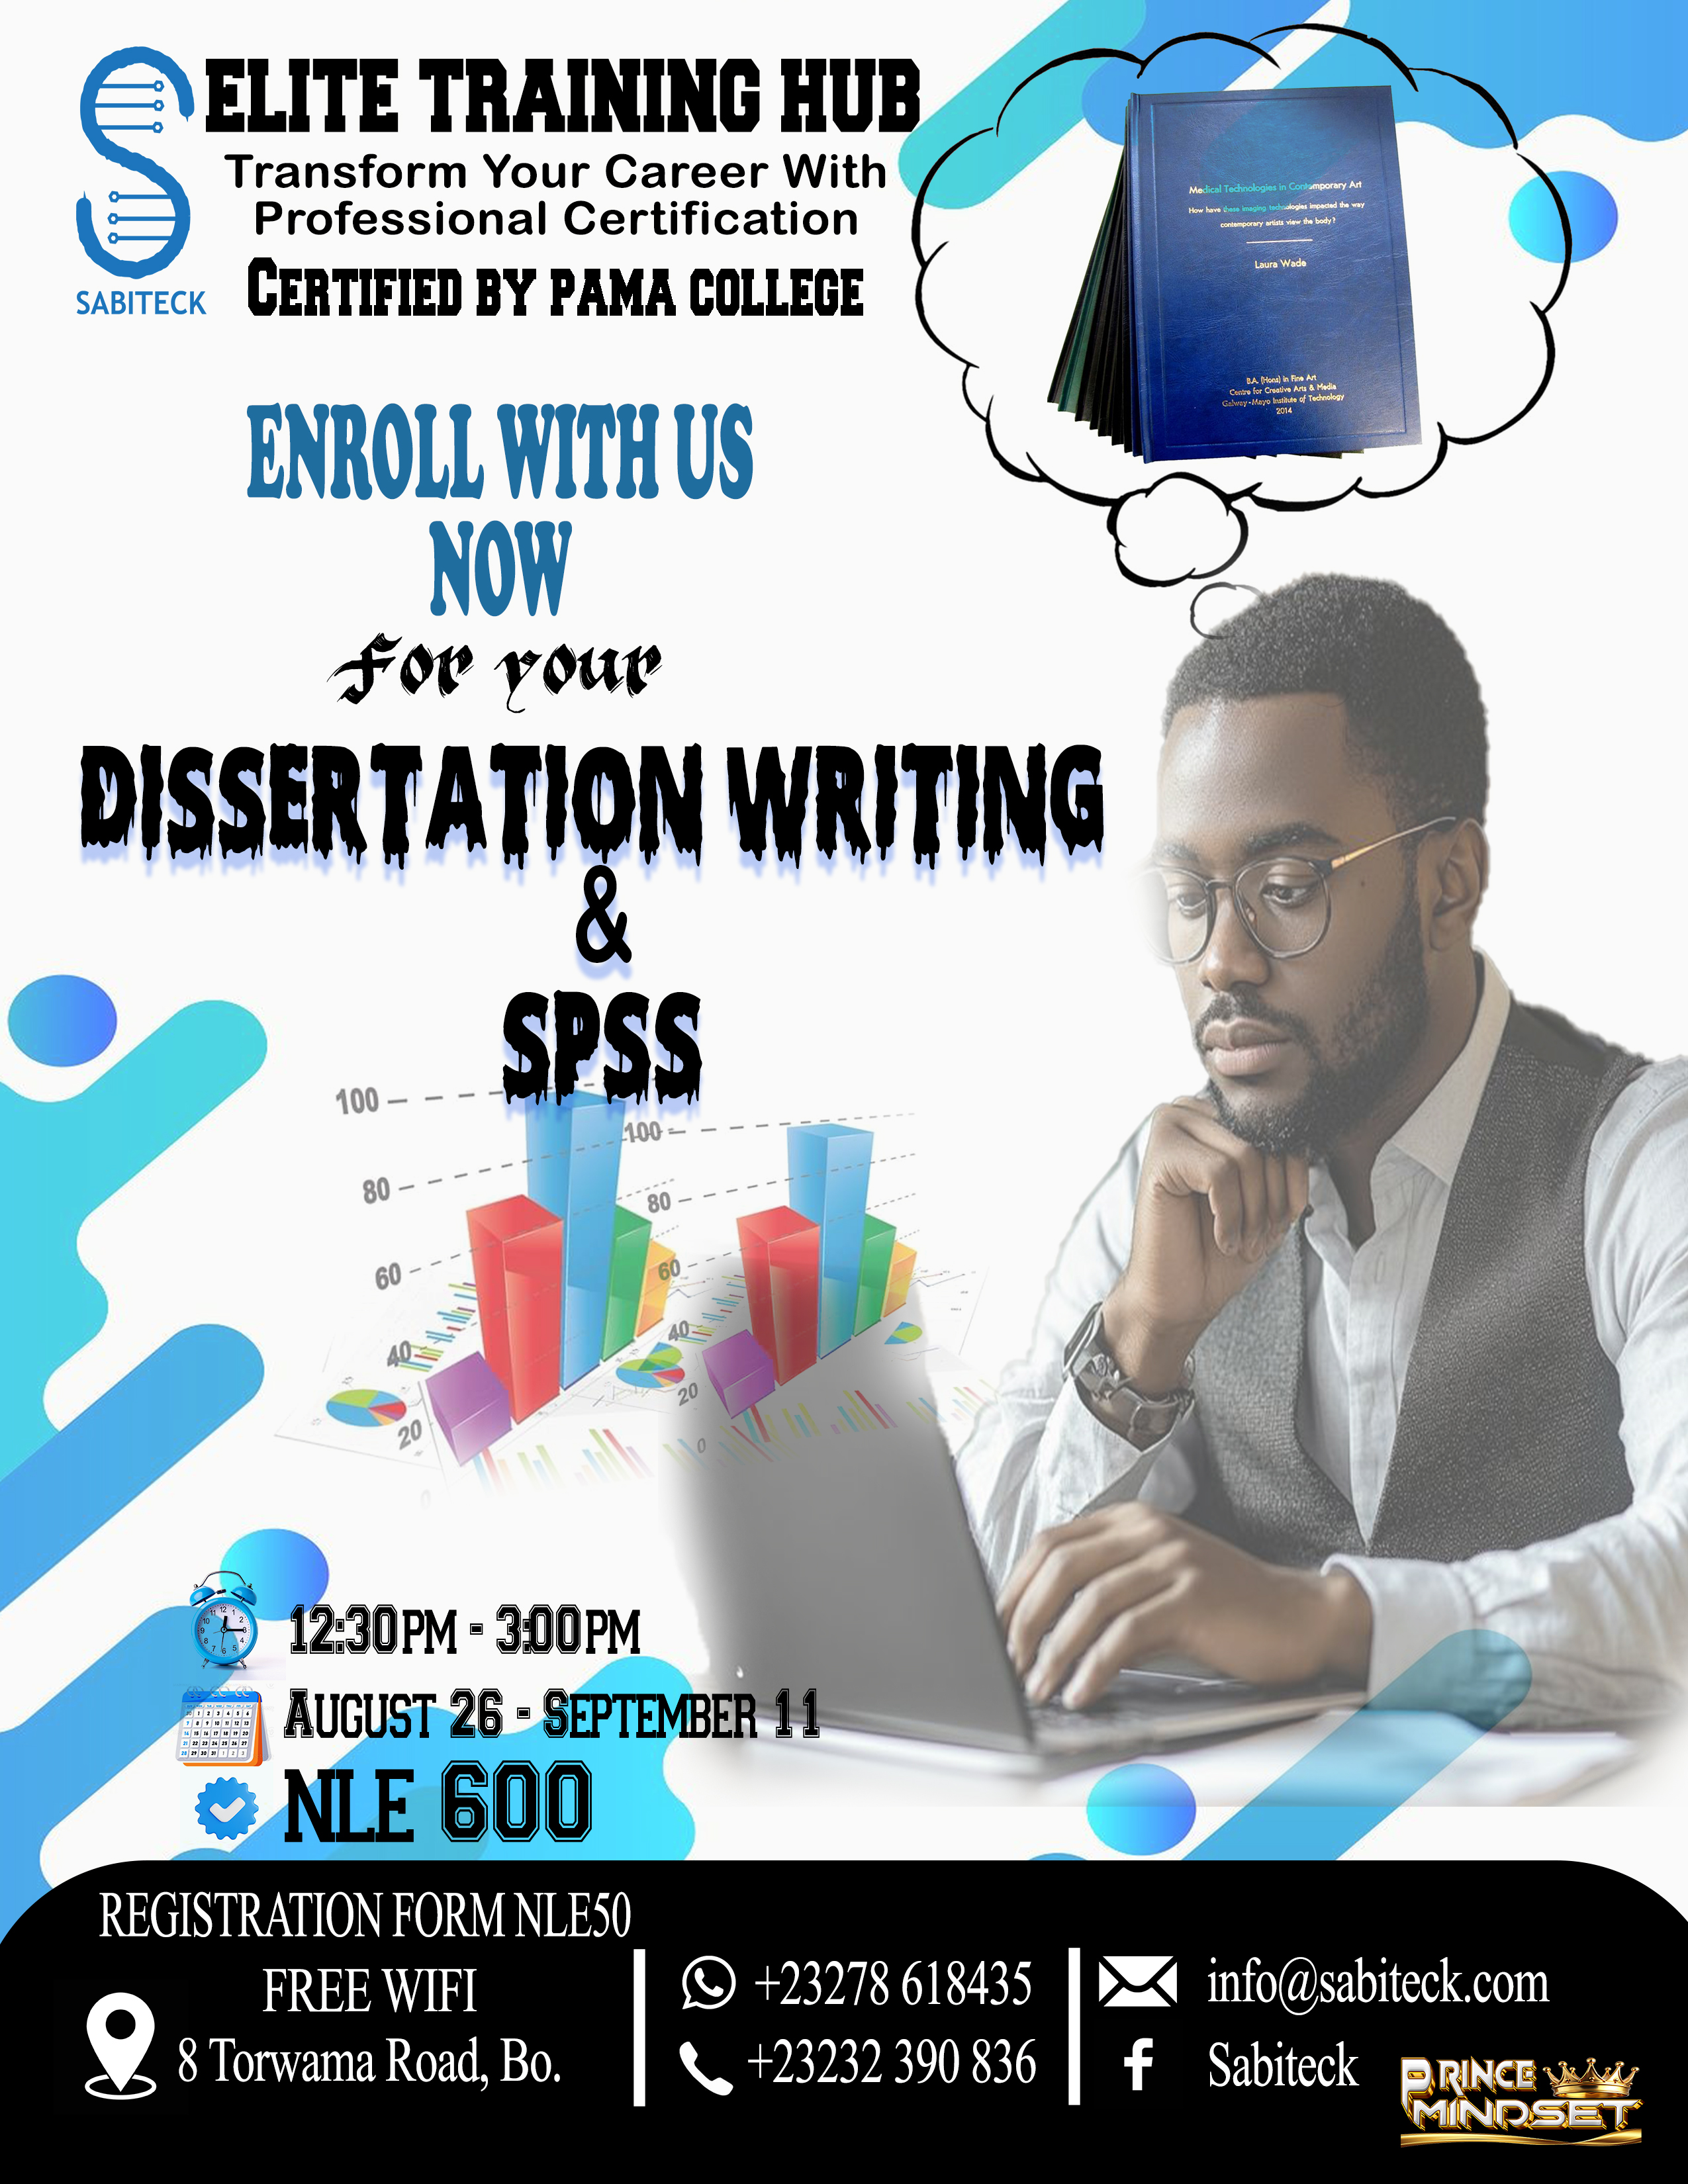 ELITE TRAINING HUB
Transform Your Career With
Professional Certification
CERTIFIED BY PAMA COLLEGE
SABITECK
Medical Technologies in Contemporary Art
How have these imaging technologies impacted the way
contemporary artists view the body?
Laura Wade
B.A. (Hons) in Fine Art
Centre for Creative Arts & Media
Galway-Mayo Institute of Technology
2014
ENROLL WITH US
NOW
For your
DISSERTATION WRITING
&
SPSS
100
80
60
40
20
0
100
80
60
40
20
0
12:30PM - 3:00PM
AUGUST 26 - SEPTEMBER 11
NLE 600
REGISTRATION FORM NLE50
FREE WIFI
8 Torwama Road, Bo.
+23278 618435
+23232 390 836
info@sabiteck.com
Sabiteck
PRINCE
MINDSET